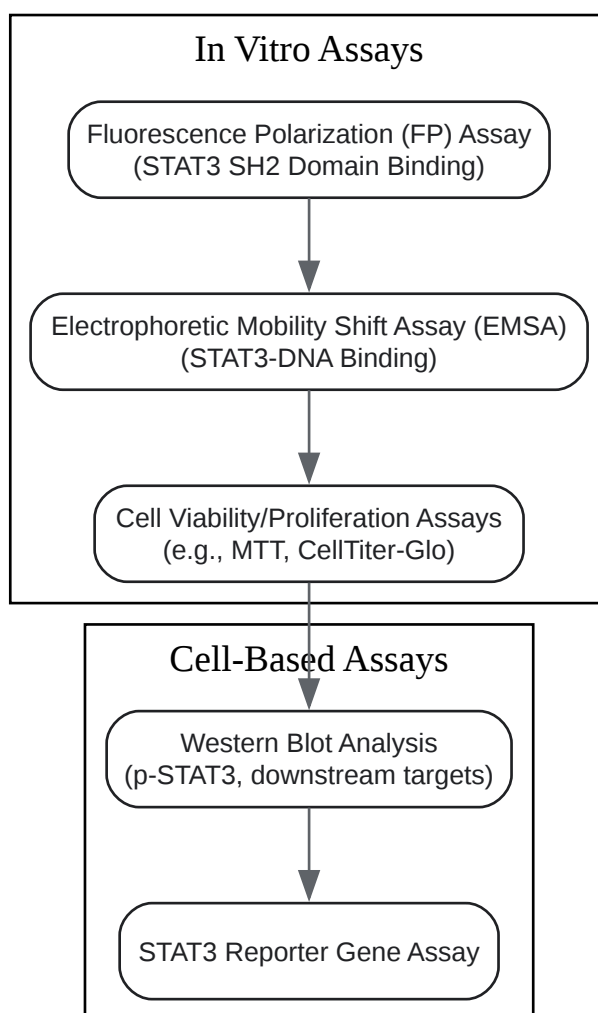 In Vitro Assays
Fluorescence Polarization (FP) Assay
(STAT3 SH2 Domain Binding)
Electrophoretic Mobility Shift Assay (EMSA)
(STAT3-DNA Binding)
Cell Viability/Proliferation Assays
(e.g., MTT, CellTiter-Glo)
Cell-Based Assays
Western Blot Analysis
(p-STAT3, downstream targets)
STAT3 Reporter Gene Assay